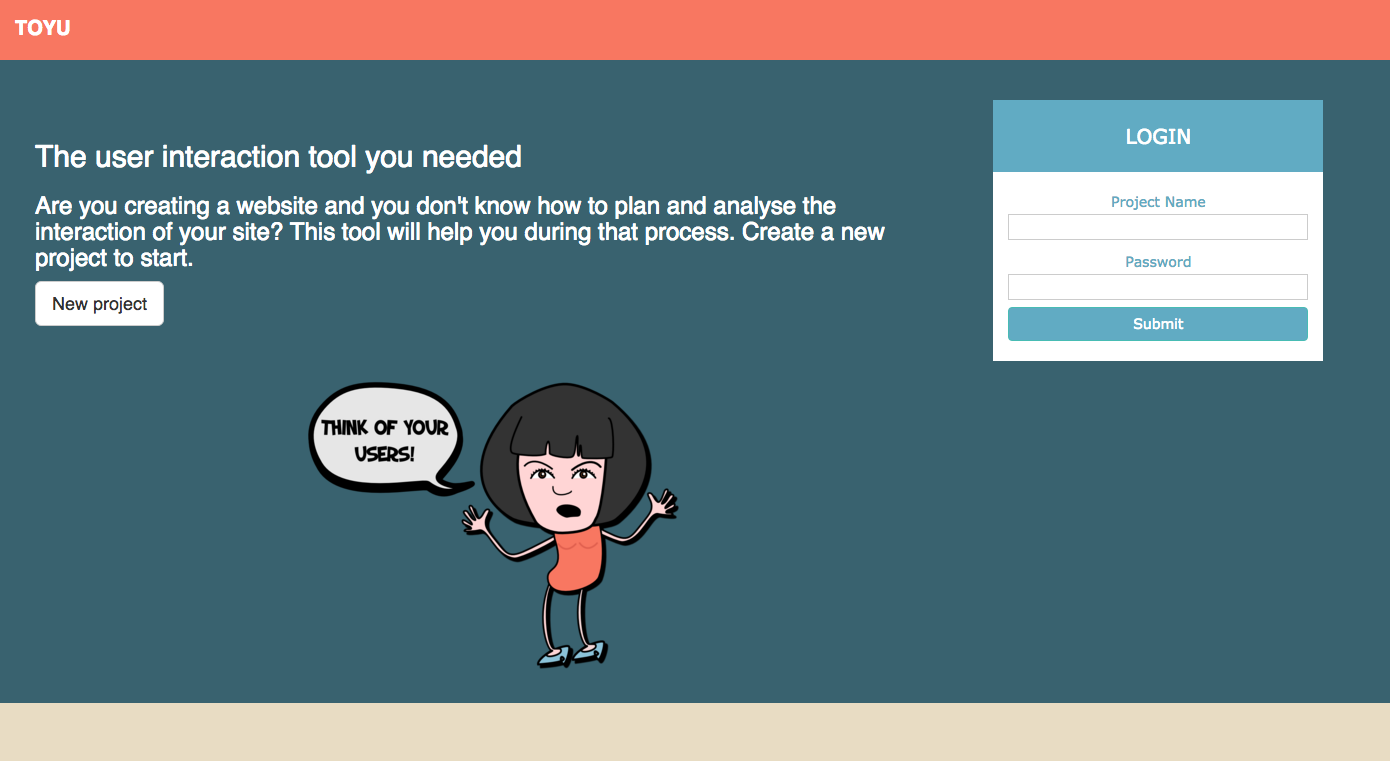 TOYU
The user interaction tool you needed
Are you creating a website and you don't know how to plan and analyse the
interaction of your site? This tool will help you during that process. Create a new
project to start.
New project
THINK OF YOUR
USERS!
LOGIN
Project Name
Password
Submit